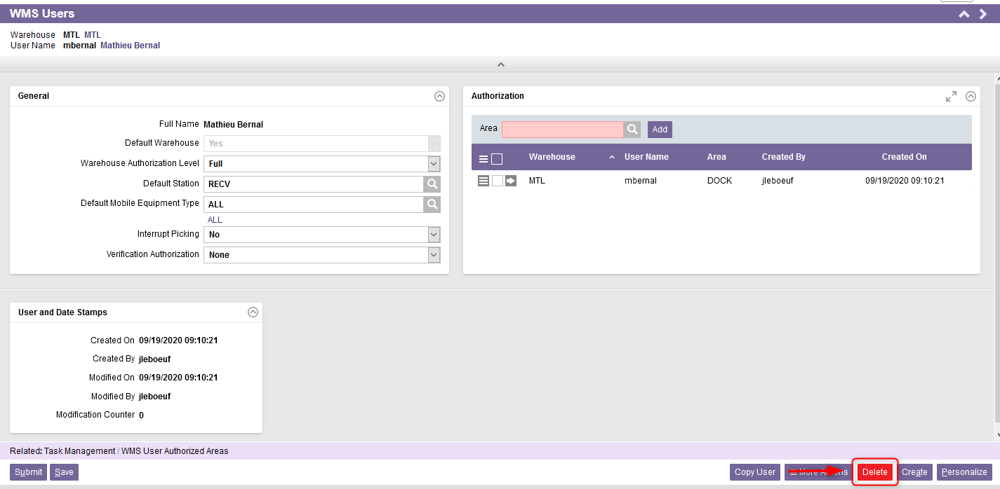 WMS Users
Warehouse MTL MTL
User Name mbernal Mathieu Bernal
General
Full Name Mathieu Bernal
Default Warehouse Yes
Warehouse Authorization Level Full
Default Station RECV
Default Mobile Equipment Type ALL
ALL
Interrupt Picking No
Verification Authorization None
Authorization
Area Add
Warehouse User Name Area Created By Created On
MTL mbernal DOCK jleboeuf 09/19/2020 09:10:21
User and Date Stamps
Created On 09/19/2020 09:10:21
Created By jleboeuf
Modified On 09/19/2020 09:10:21
Modified By jleboeuf
Modification Counter 0
Related: Task Management / WMS User Authorized Areas
Submit Save Copy User More Actions Delete Create Personalize